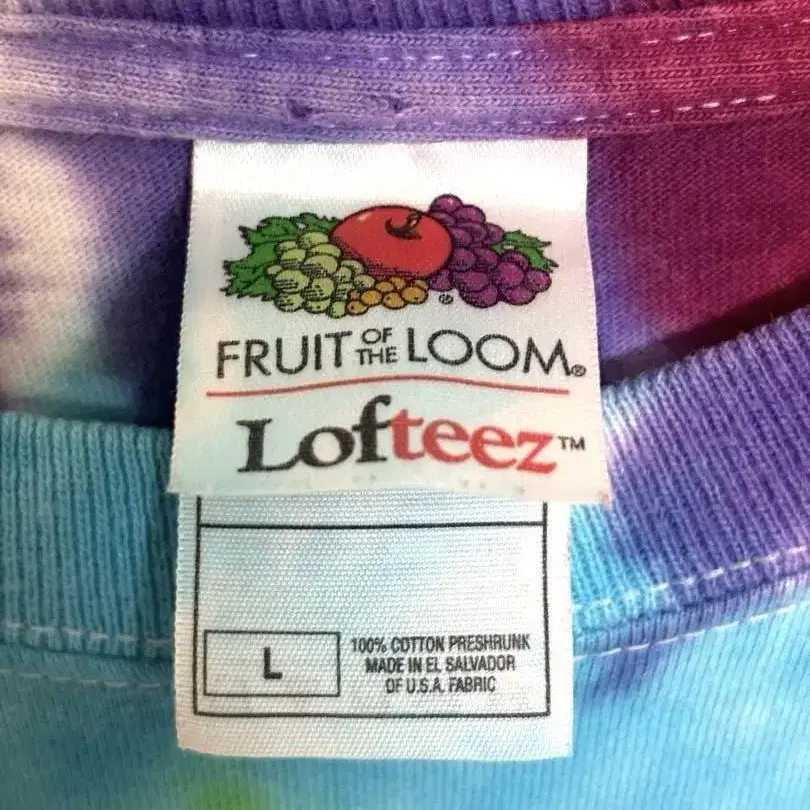 ®
FRUIT OF THE LOOM®
Lofteez™
L
100% COTTON PRESHRUNK
MADE IN EL SALVADOR
OF U.S.A. FABRIC